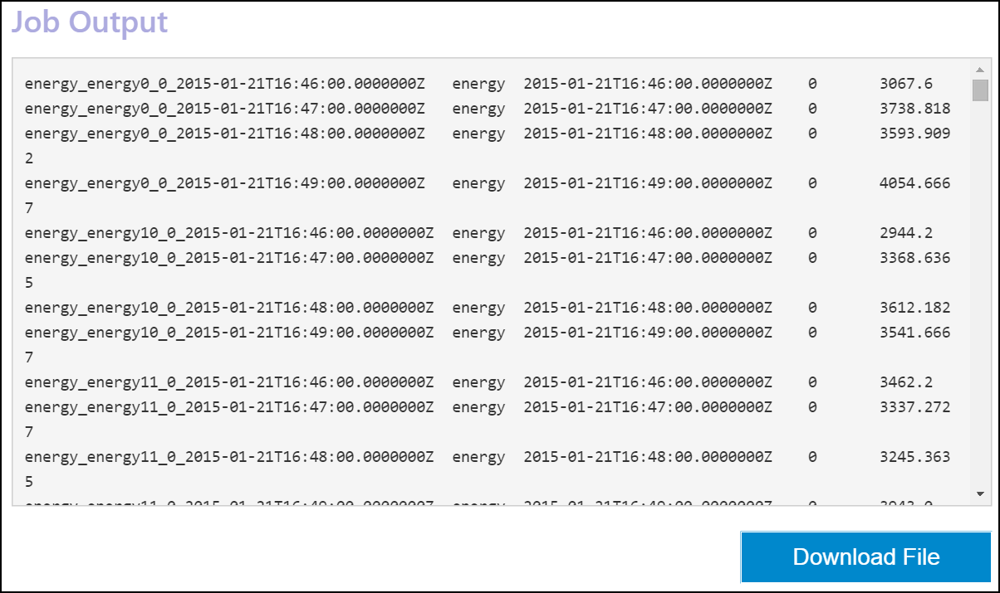 Job Output
energy_energy0_0_2015-01-21T16:46:00.0000000Z energy 2015-01-21T16:46:00.0000000Z 0 3067.6
energy_energy0_0_2015-01-21T16:47:00.0000000Z energy 2015-01-21T16:47:00.0000000Z 0 3738.818
energy_energy0_0_2015-01-21T16:48:00.0000000Z energy 2015-01-21T16:48:00.0000000Z 0 3593.909
2
energy_energy0_0_2015-01-21T16:49:00.0000000Z energy 2015-01-21T16:49:00.0000000Z 0 4054.666
7
energy_energy10_0_2015-01-21T16:46:00.0000000Z energy 2015-01-21T16:46:00.0000000Z 0 2944.2
energy_energy10_0_2015-01-21T16:47:00.0000000Z energy 2015-01-21T16:47:00.0000000Z 0 3368.636
5
energy_energy10_0_2015-01-21T16:48:00.0000000Z energy 2015-01-21T16:48:00.0000000Z 0 3612.182
energy_energy10_0_2015-01-21T16:49:00.0000000Z energy 2015-01-21T16:49:00.0000000Z 0 3541.666
7
energy_energy11_0_2015-01-21T16:46:00.0000000Z energy 2015-01-21T16:46:00.0000000Z 0 3462.2
energy_energy11_0_2015-01-21T16:47:00.0000000Z energy 2015-01-21T16:47:00.0000000Z 0 3337.272
7
energy_energy11_0_2015-01-21T16:48:00.0000000Z energy 2015-01-21T16:48:00.0000000Z 0 3245.363
5
Download File